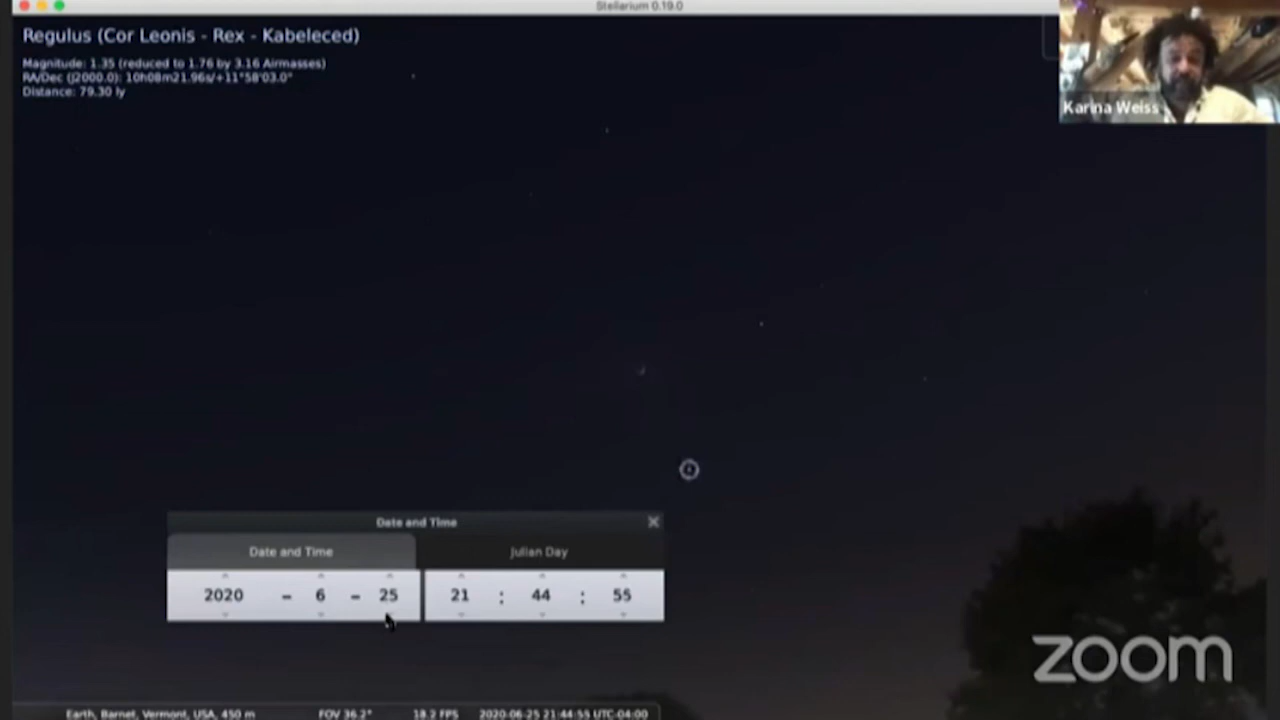 Stellarium 0.19.0
Regulus (Cor Leonis - Rex - Kabeleced)
Magnitude: 1.35 (reduced to 1.76 by 3.16 Airmasses)
RA/Dec (J2000.0): 10h08m21.96s/+11°58'03.0"
Distance: 79.30 ly
Karina Weiss
Date and Time
Date and Time Julian Day
2020 - 6 - 25 21 : 44 : 55
zoom
Earth, Barnet, Vermont, USA, 450 m FOV 36.2° 18.2 FPS 2020-06-25 21:44:55 UTC-04:00